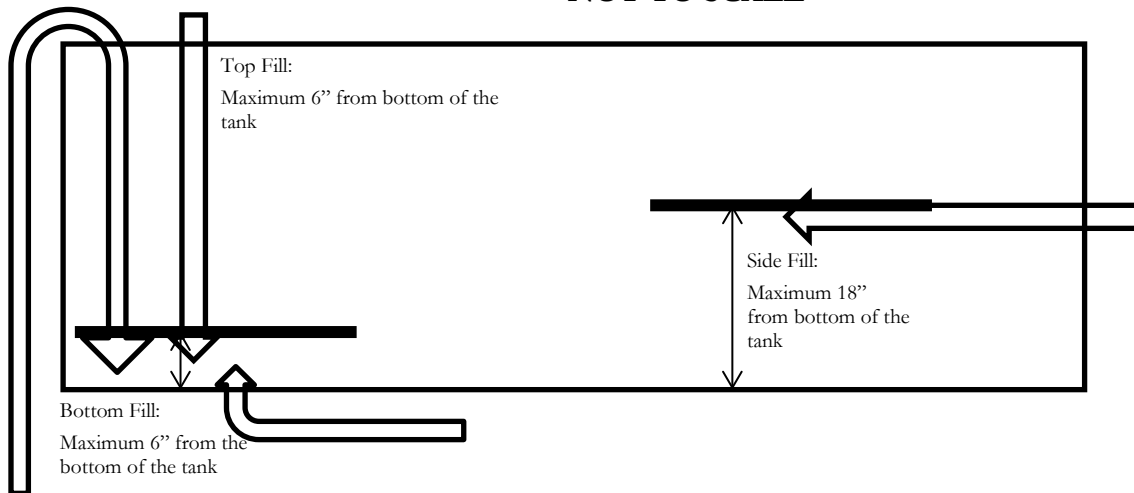 Top Fill:
Maximum 6” from bottom of the
tank
Side Fill:
Maximum 18”
from bottom of the
tank
Bottom Fill:
Maximum 6” from the
bottom of the tank